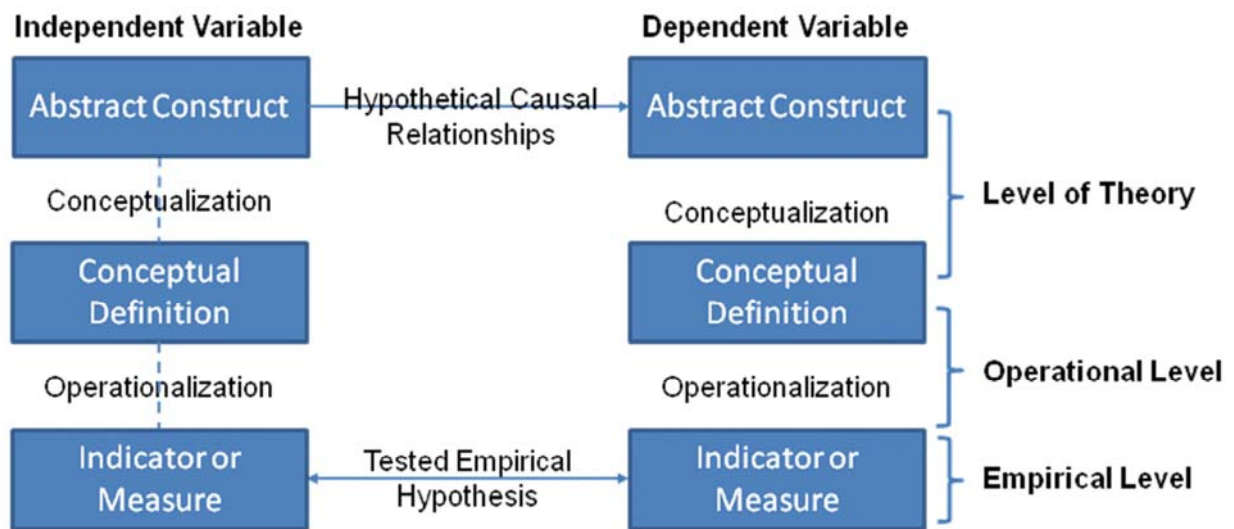 Independent Variable
Dependent Variable
Abstract Construct
Hypothetical Causal
Relationships
Abstract Construct
Level of Theory
Conceptualization
Conceptualization
Conceptual
Definition
Conceptual
Definition
Operational Level
Operationalization
Operationalization
Indicator or
Measure
Tested Empirical
Hypothesis
Indicator or
Measure
Empirical Level